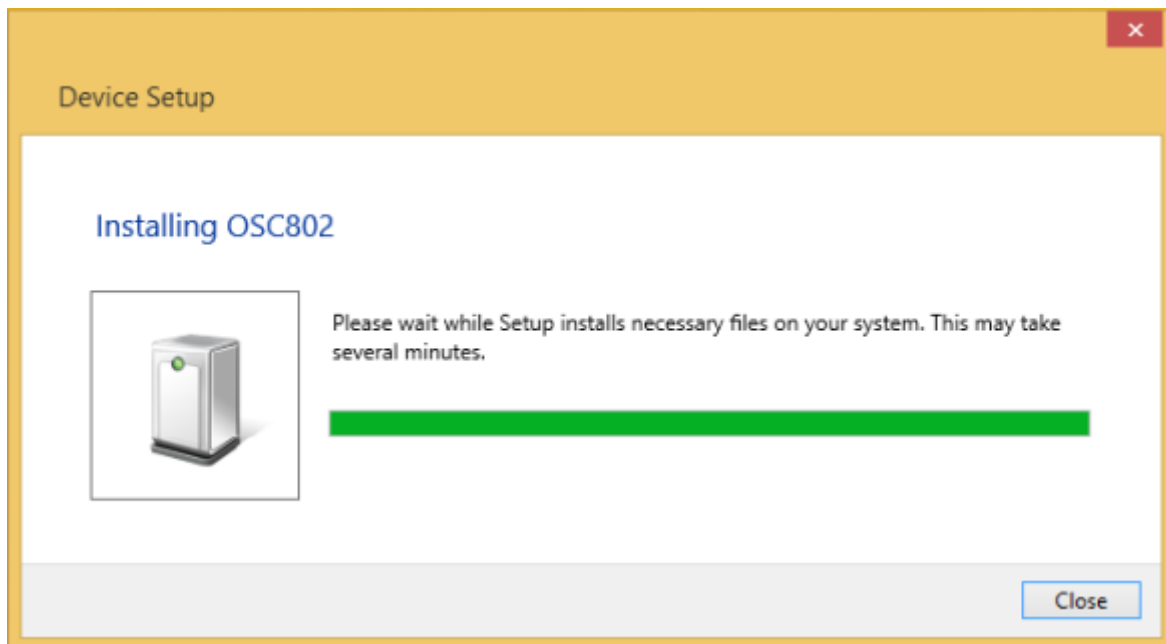 Device Setup
Installing OSC802
Please wait while Setup installs necessary files on your system. This may take
several minutes.
Close